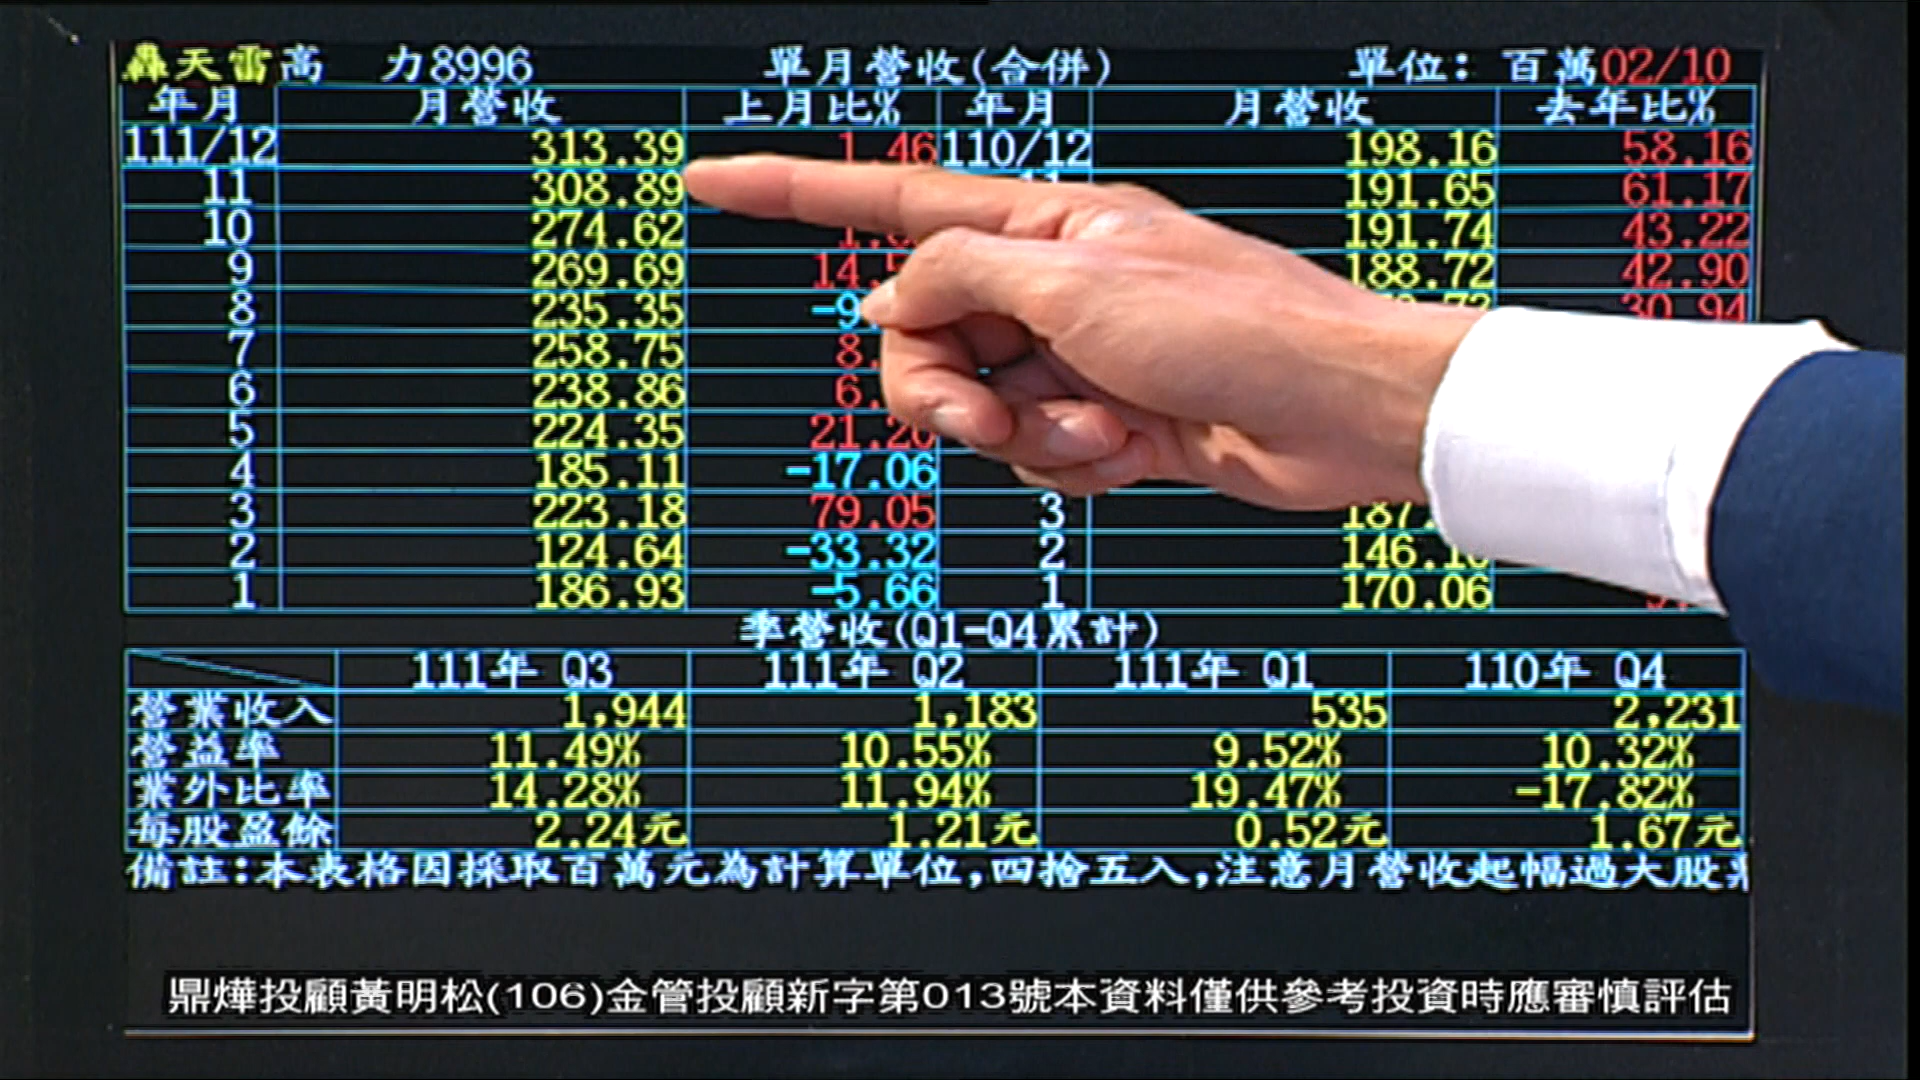 轟天雷高 力8996 單月營收(合併) 單位: 百萬02/10
年月 月營收 上月比% 年月 月營收 去年比%
111/12 313.39 1.46 110/12 198.16 58.16
11 308.89 11 191.65 61.17
10 274.62 191.74 43.22
9 269.69 188.72 42.90
8 235.35 30.94
7 258.75
6 238.86
5 224.35 21.20
4 185.11 -17.06
3 223.18 79.05 3
2 124.64 -33.32 2
1 186.93 -5.66 1 170.06
季營收(Q1-Q4累計)
111年 Q3 111年 Q2 111年 Q1 110年 Q4
營業收入 1,944 1,183 535 2,231
營益率 11.49% 10.55% 9.52% 10.32%
業外比率 14.28% 11.94% 19.47% -17.82%
每股盈餘 2.24元 1.21元 0.52元 1.67元
備註:本表格因採取百萬元為計算單位,四捨五入,注意月營收起幅過大股
鼎燁投顧黃明松(106)金管投顧新字第013號本資料僅供參考投資時應審慎評估